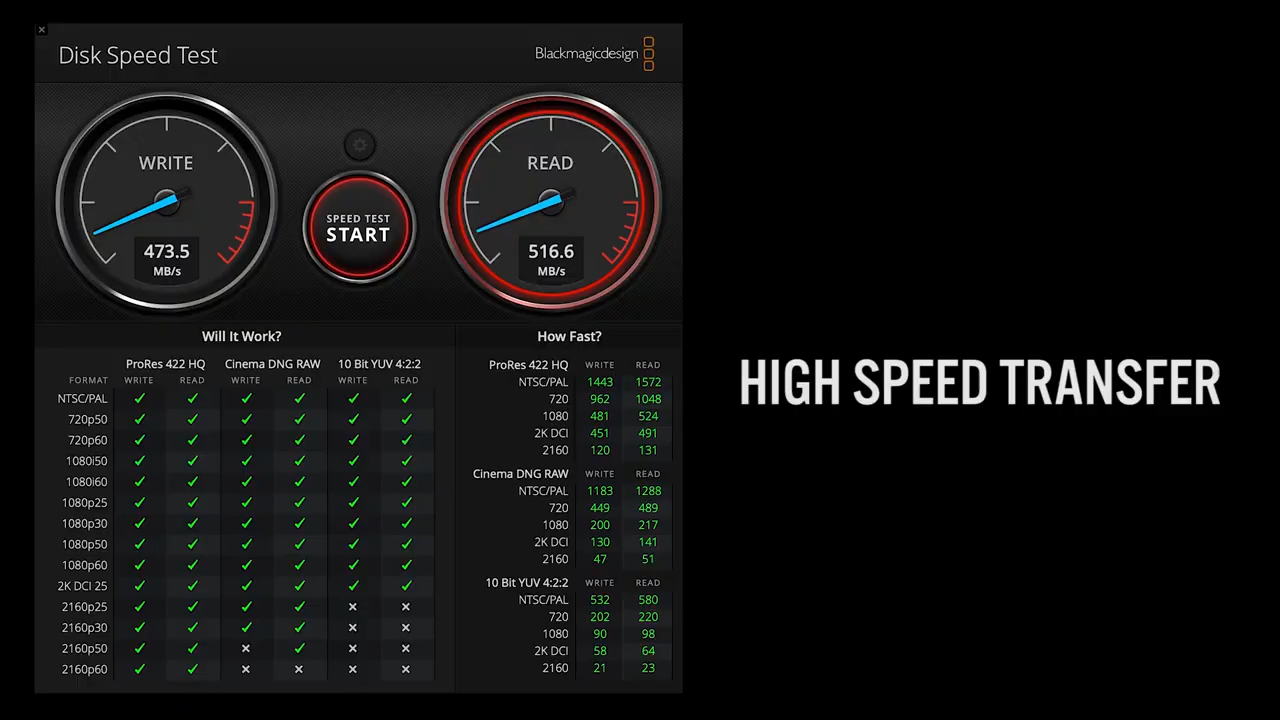 Disk Speed Test
Blackmagicdesign
WRITE
473.5
MB/s
SPEED TEST
START
READ
516.6
MB/s
Will It Work?
ProRes 422 HQ Cinema DNG RAW 10 Bit YUV 4:2:2
FORMAT WRITE READ WRITE READ WRITE READ
NTSC/PAL ✓ ✓ ✓ ✓ ✓ ✓
720p50 ✓ ✓ ✓ ✓ ✓ ✓
720p60 ✓ ✓ ✓ ✓ ✓ ✓
1080i50 ✓ ✓ ✓ ✓ ✓ ✓
1080i60 ✓ ✓ ✓ ✓ ✓ ✓
1080p25 ✓ ✓ ✓ ✓ ✓ ✓
1080p30 ✓ ✓ ✓ ✓ ✓ ✓
1080p50 ✓ ✓ ✓ ✓ ✓ ✓
1080p60 ✓ ✓ ✓ ✓ ✓ ✓
2K DCI 25 ✓ ✓ ✓ ✓ ✓ ✓
2160p25 ✓ ✓ ✓ ✓ × ×
2160p30 ✓ ✓ ✓ ✓ × ×
2160p50 ✓ ✓ × ✓ × ×
2160p60 ✓ ✓ × × × ×
How Fast?
ProRes 422 HQ WRITE READ
NTSC/PAL 1443 1572
720 962 1048
1080 481 524
2K DCI 451 491
2160 120 131
Cinema DNG RAW WRITE READ
NTSC/PAL 1183 1288
720 449 489
1080 200 217
2K DCI 130 141
2160 47 51
10 Bit YUV 4:2:2 WRITE READ
NTSC/PAL 532 580
720 202 220
1080 90 98
2K DCI 58 64
2160 21 23
HIGH SPEED TRANSFER